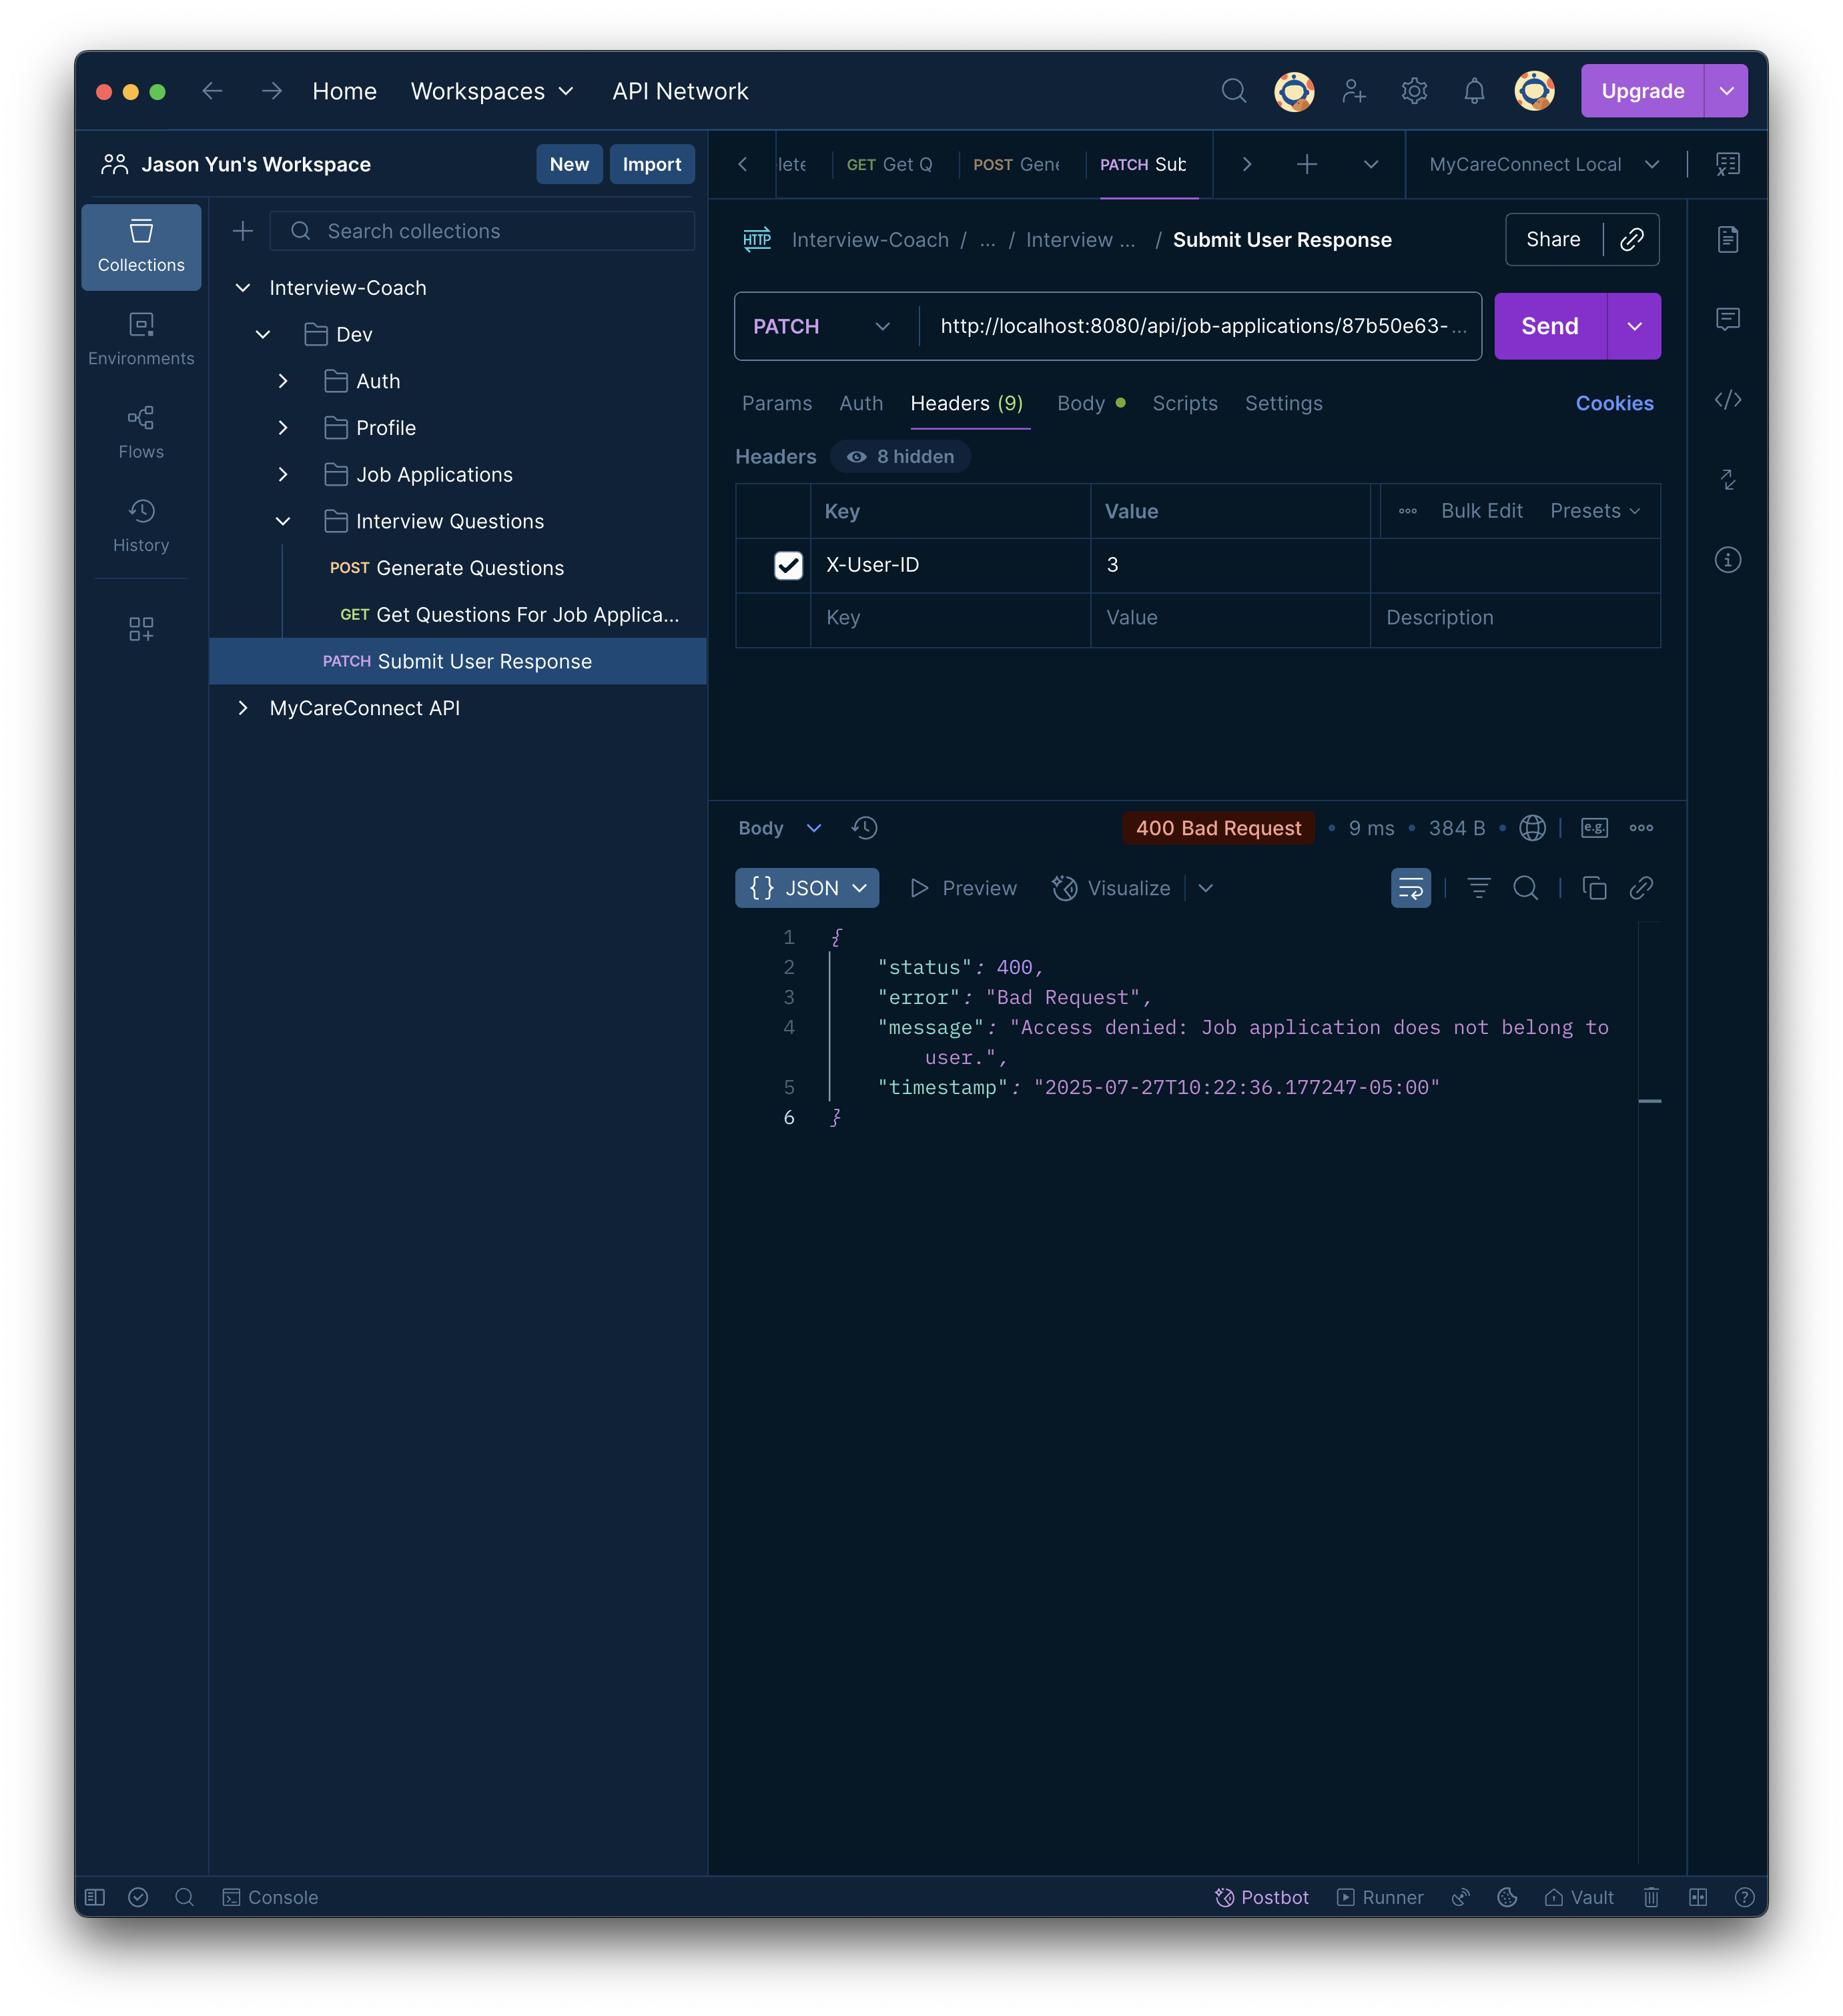 Home Workspaces API Network Upgrade
Jason Yun's Workspace New Import
lete GET Get Q POST Gene PATCH Sub MyCareConnect Local
Collections
Environments
Flows
History
Search collections
Interview-Coach
Dev
Auth
Profile
Job Applications
Interview Questions
POST Generate Questions
GET Get Questions For Job Applica...
PATCH Submit User Response
MyCareConnect API
HTTP Interview-Coach / ... / Interview ... / Submit User Response Share
PATCH http://localhost:8080/api/job-applications/87b50e63-... Send
Params Auth Headers (9) Body Scripts Settings Cookies
Headers 8 hidden
Key Value Bulk Edit Presets
X-User-ID 3
Key Value Description
Body 400 Bad Request • 9 ms • 384 B • e.g.
{ } JSON Preview Visualize
1 {
2 "status": 400,
3 "error": "Bad Request",
4 "message": "Access denied: Job application does not belong to
user.",
5 "timestamp": "2025-07-27T10:22:36.177247-05:00"
6 }
Console Postbot Runner Vault